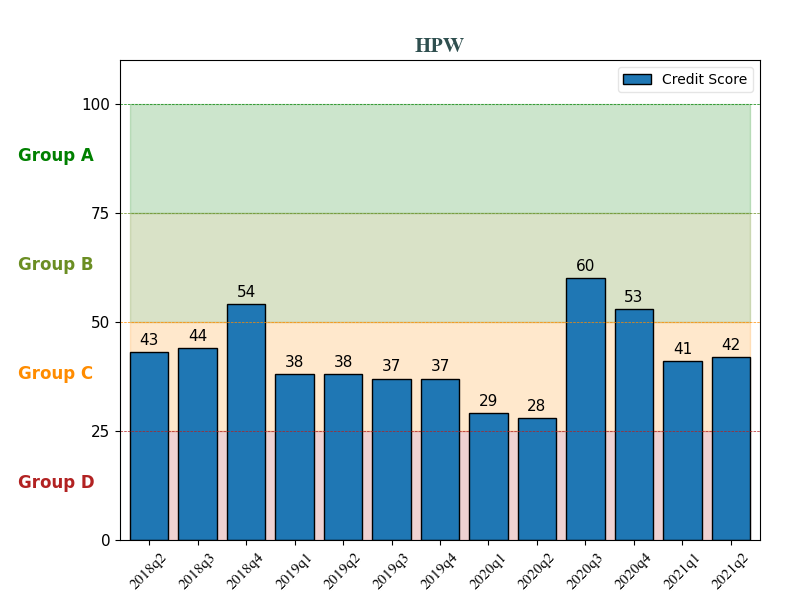 HPW
Credit Score
100
Group A
75
Group B
60
54
53
50
43
44
38
38
37
37
41
42
Group C
29
28
25
Group D
0
2018q2
2018q3
2018q4
2019q1
2019q2
2019q3
2019q4
2020q1
2020q2
2020q3
2020q4
2021q1
2021q2